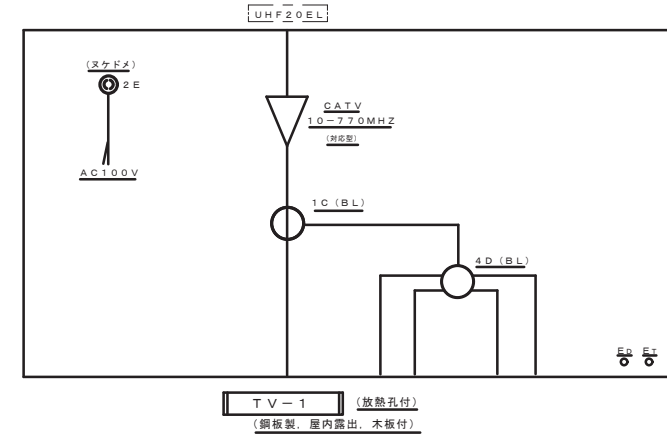 UHF20EL
(ヌケドメ)
2E
AC100V
CATV
10-770MHZ
(対応型)
1C(BL)
4D(BL)
ED ET
TV-1 (放熱孔付)
(鋼板製, 屋内露出, 木板付)